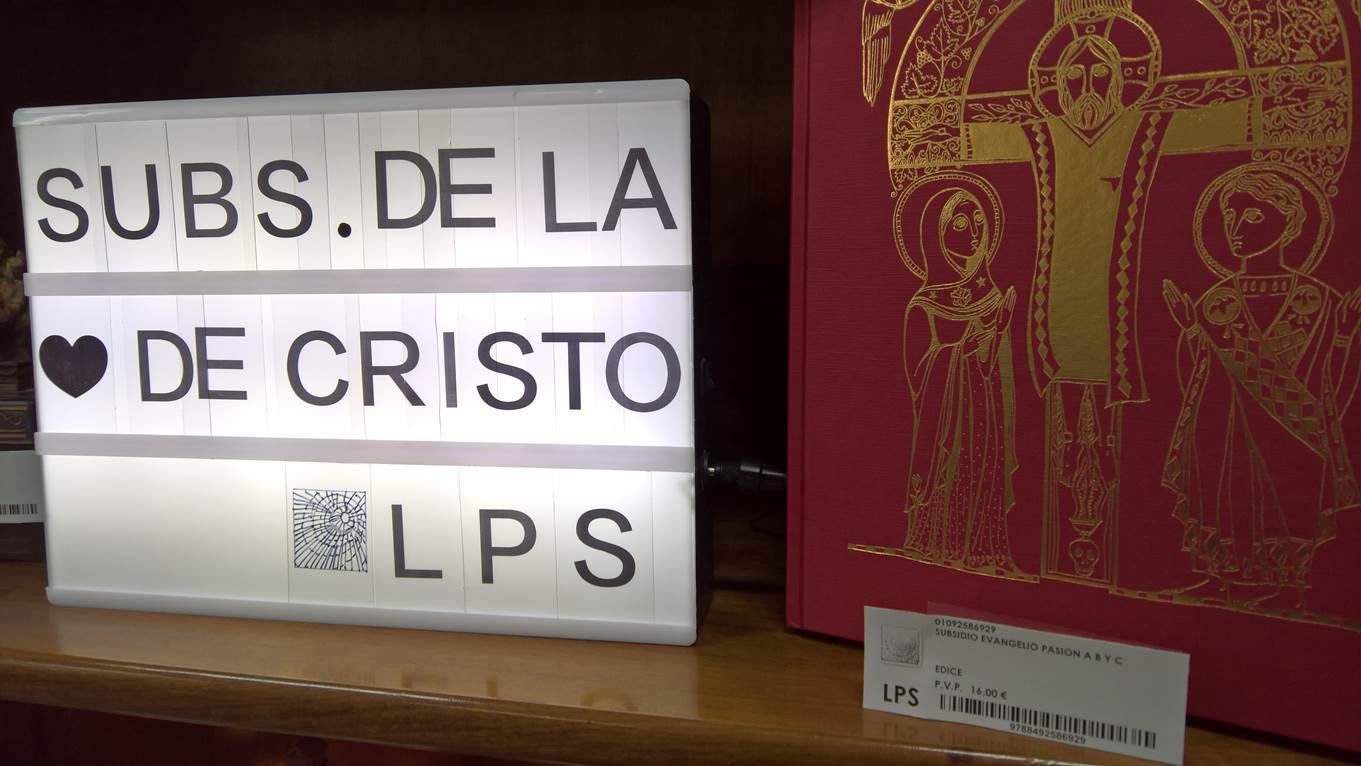 SUBS. DE LA
♥ DE CRISTO
LPS
01092586929
SUBSIDIO EVANGELIO PASION A B Y C
EDICE
P.V.P. 16,00 €
LPS
9788492586929